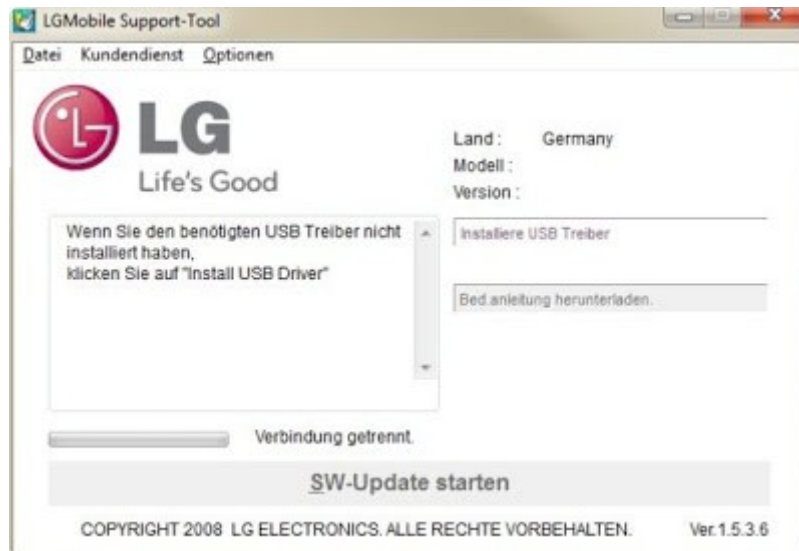 LGMobile Support-Tool
Datei Kundendienst Optionen
LG
Life's Good
Land : Germany
Modell :
Version :
Wenn Sie den benötigten USB Treiber nicht
installiert haben,
klicken Sie auf "Install USB Driver"
Installiere USB Treiber
Bed.anleitung herunterladen.
Verbindung getrennt.
SW-Update starten
COPYRIGHT 2008 LG ELECTRONICS. ALLE RECHTE VORBEHALTEN. Ver.1.5.3.6